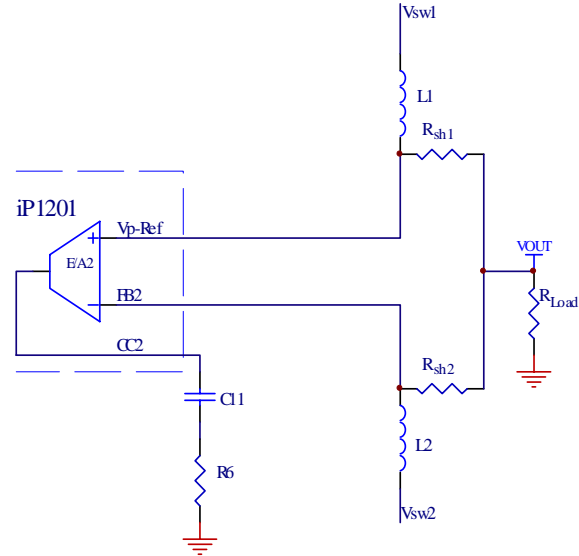 Vsw1
L1
Rsh1
iP1201
Vp-Ref
E/A2
VOUT
FB2
RLoad
CC2
Rsh2
C11
L2
R6
Vsw2